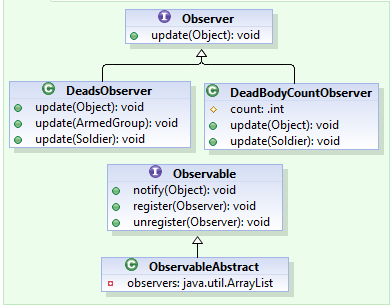 I Observer
update(Object): void
C DeadsObserver
update(Object): void
update(ArmedGroup): void
update(Soldier): void
C DeadBodyCountObserver
count: .int
update(Object): void
update(Soldier): void
I Observable
notify(Object): void
register(Observer): void
unregister(Observer): void
C ObservableAbstract
observers: java.util.ArrayList